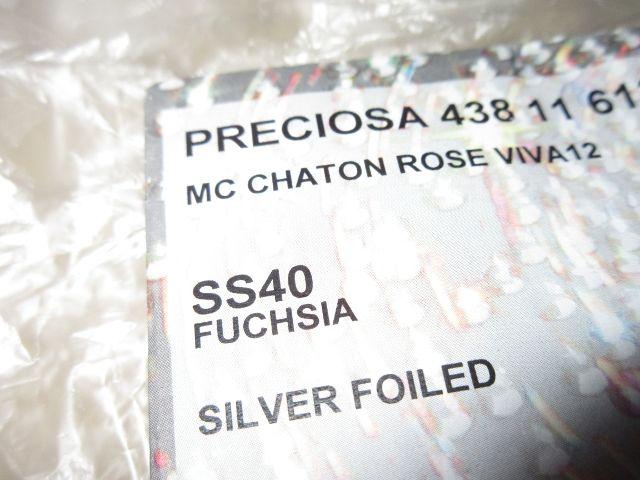 PRECIOSA 438 11 61
MC CHATON ROSE VIVA12
SS40
FUCHSIA
SILVER FOILED